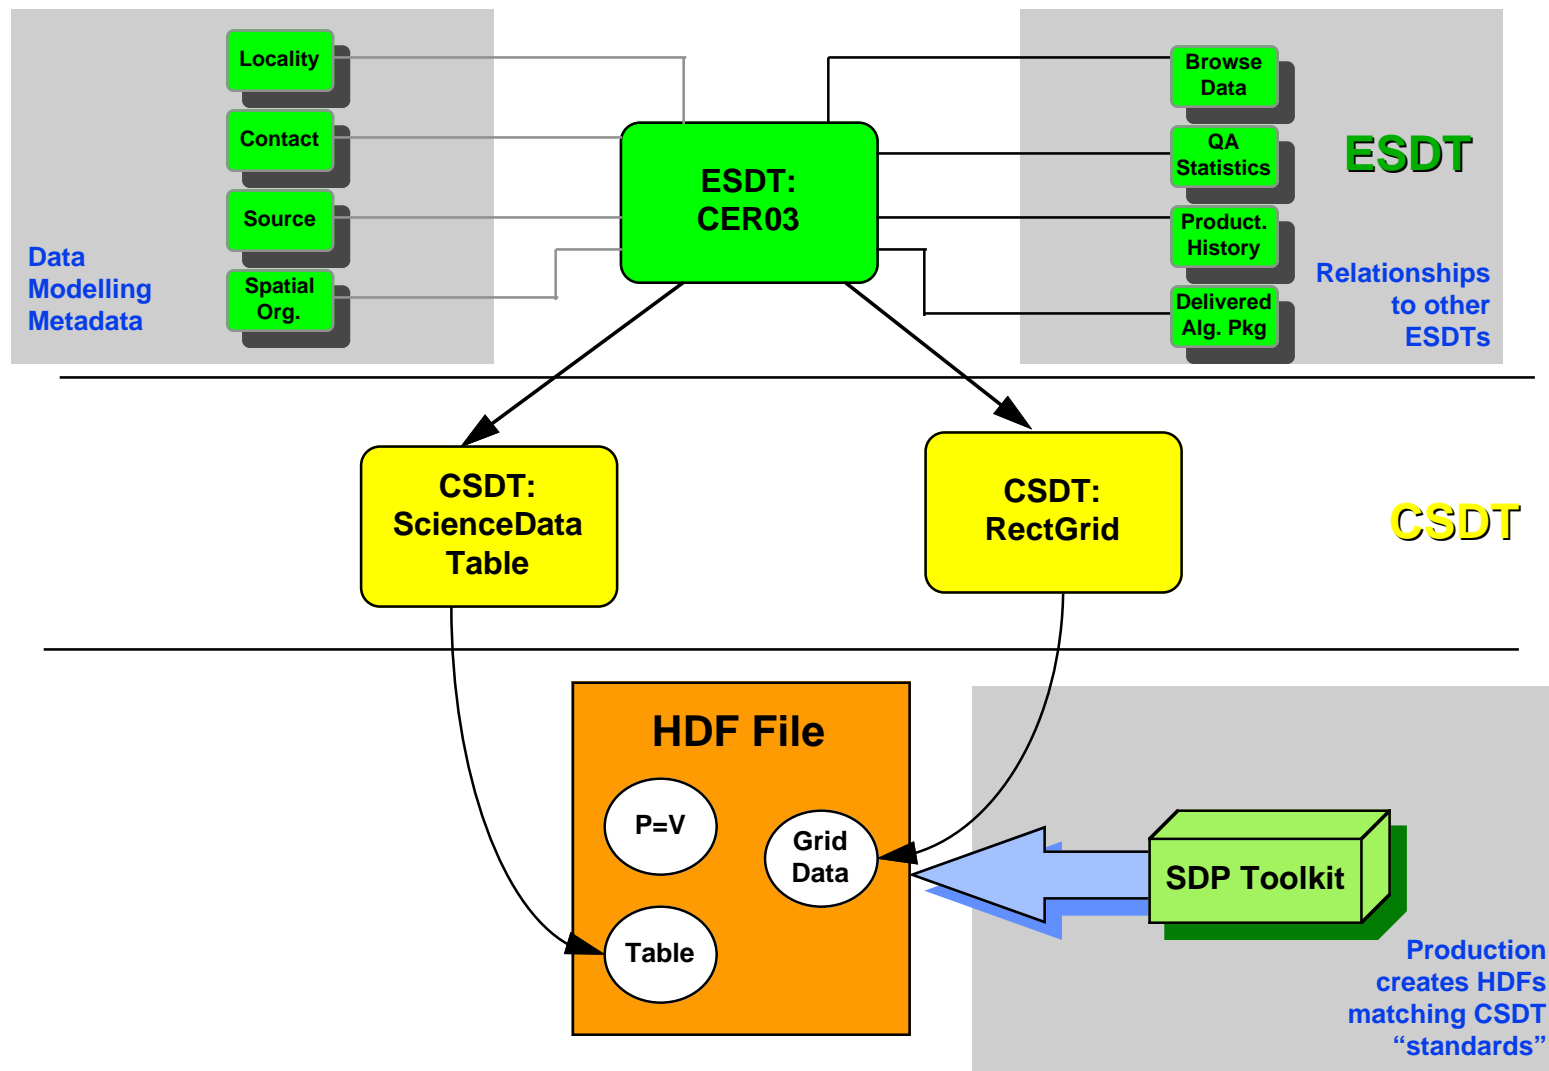 Locality
Contact
Source
Spatial
Org.
Data
Modelling
Metadata
ESDT:
CER03
Browse
Data
QA
Statistics
Product.
History
Delivered
Alg. Pkg
ESDT
Relationships
to other
ESDTs
CSDT:
ScienceData
Table
CSDT:
RectGrid
CSDT
HDF File
P=V
Grid
Data
Table
SDP Toolkit
Production
creates HDFs
matching CSDT
“standards”